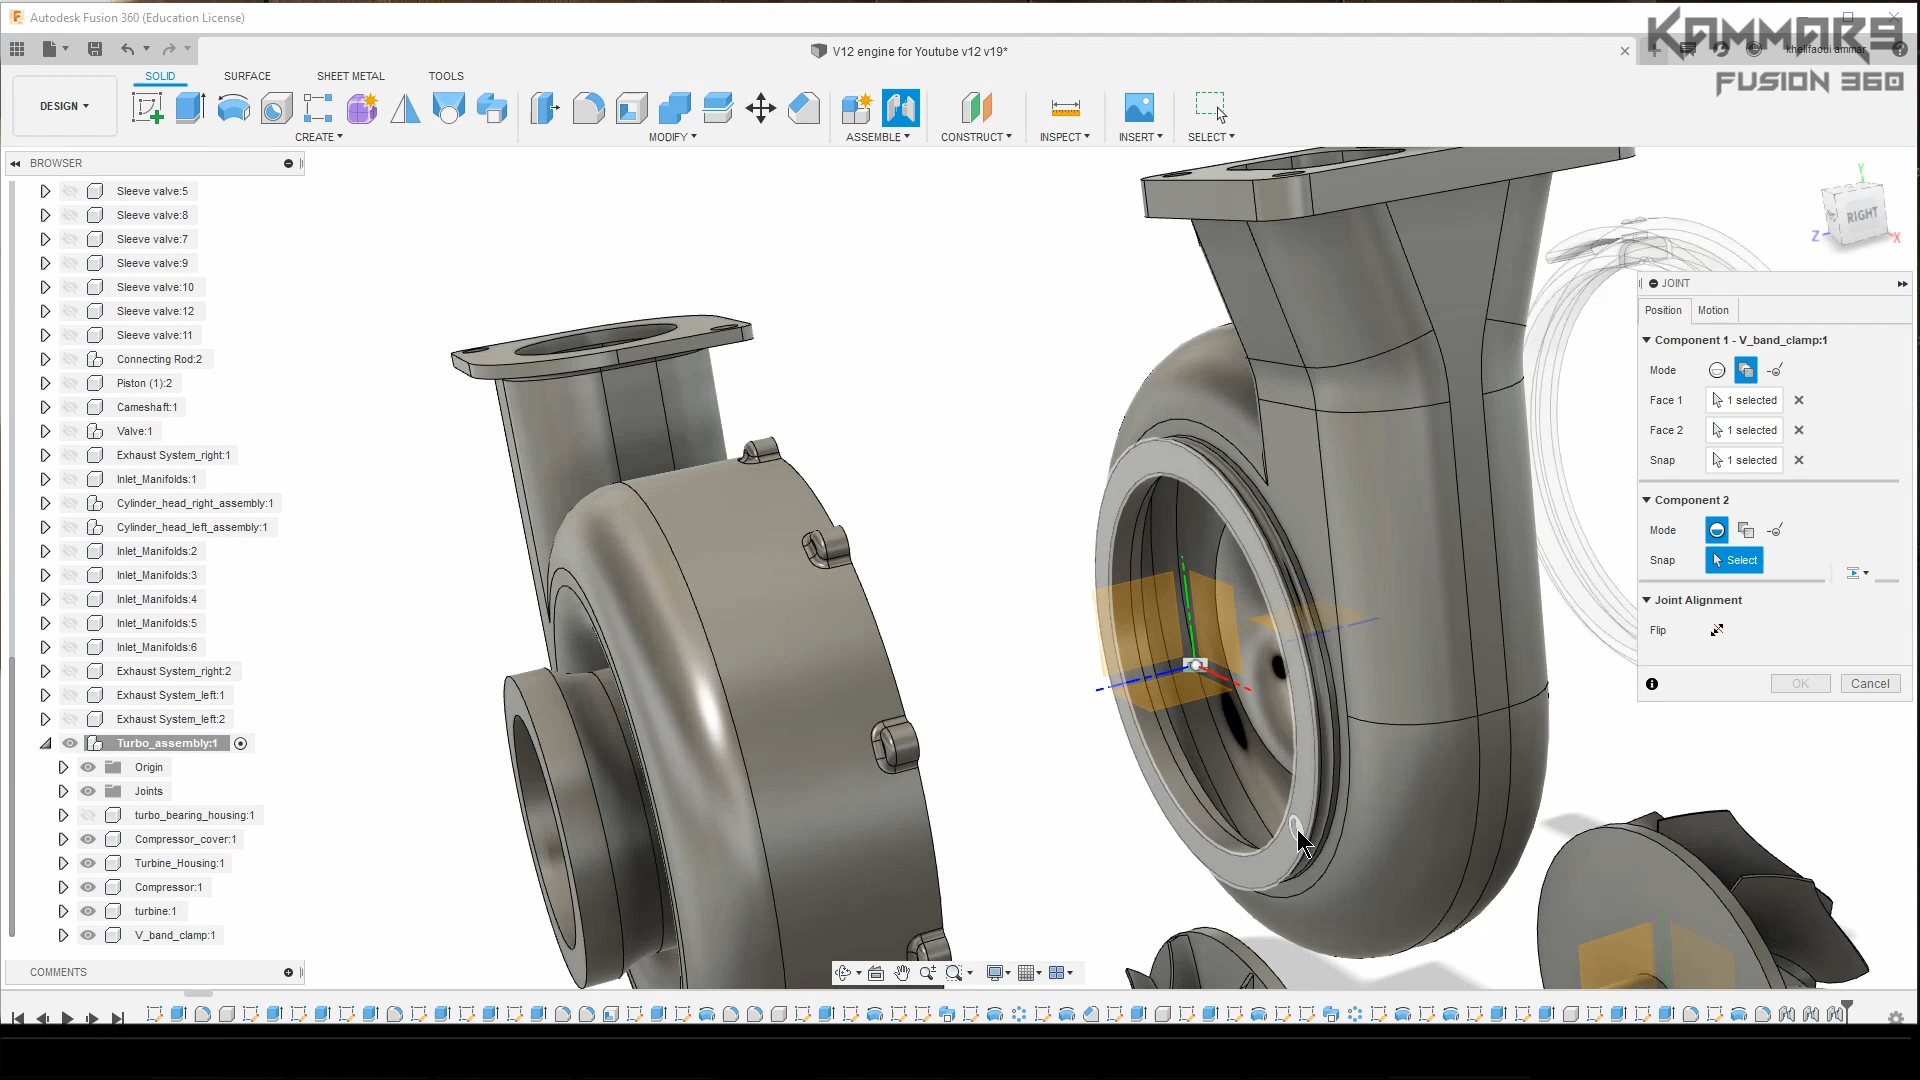 Autodesk Fusion 360 (Education License)
KAMMARS
FUSION 360
V12 engine for Youtube v12 v19*
khelifaoui ammar
SOLID
SURFACE
SHEET METAL
TOOLS
DESIGN
CREATE
MODIFY
ASSEMBLE
CONSTRUCT
INSPECT
INSERT
SELECT
BROWSER
Sleeve valve:5
Sleeve valve:8
Sleeve valve:7
Sleeve valve:9
Sleeve valve:10
Sleeve valve:12
Sleeve valve:11
Connecting Rod:2
Piston (1):2
Cameshaft:1
Valve:1
Exhaust System_right:1
Inlet_Manifolds:1
Cylinder_head_right_assembly:1
Cylinder_head_left_assembly:1
Inlet_Manifolds:2
Inlet_Manifolds:3
Inlet_Manifolds:4
Inlet_Manifolds:5
Inlet_Manifolds:6
Exhaust System_right:2
Exhaust System_left:1
Exhaust System_left:2
Turbo_assembly:1
Origin
Joints
turbo_bearing_housing:1
Compressor_cover:1
Turbine_Housing:1
Compressor:1
turbine:1
V_band_clamp:1
COMMENTS
Y
RIGHT
Z
X
JOINT
Position
Motion
Component 1 - V_band_clamp:1
Mode
Face 1
1 selected
Face 2
1 selected
Snap
1 selected
Component 2
Mode
Snap
Select
Joint Alignment
Flip
OK
Cancel